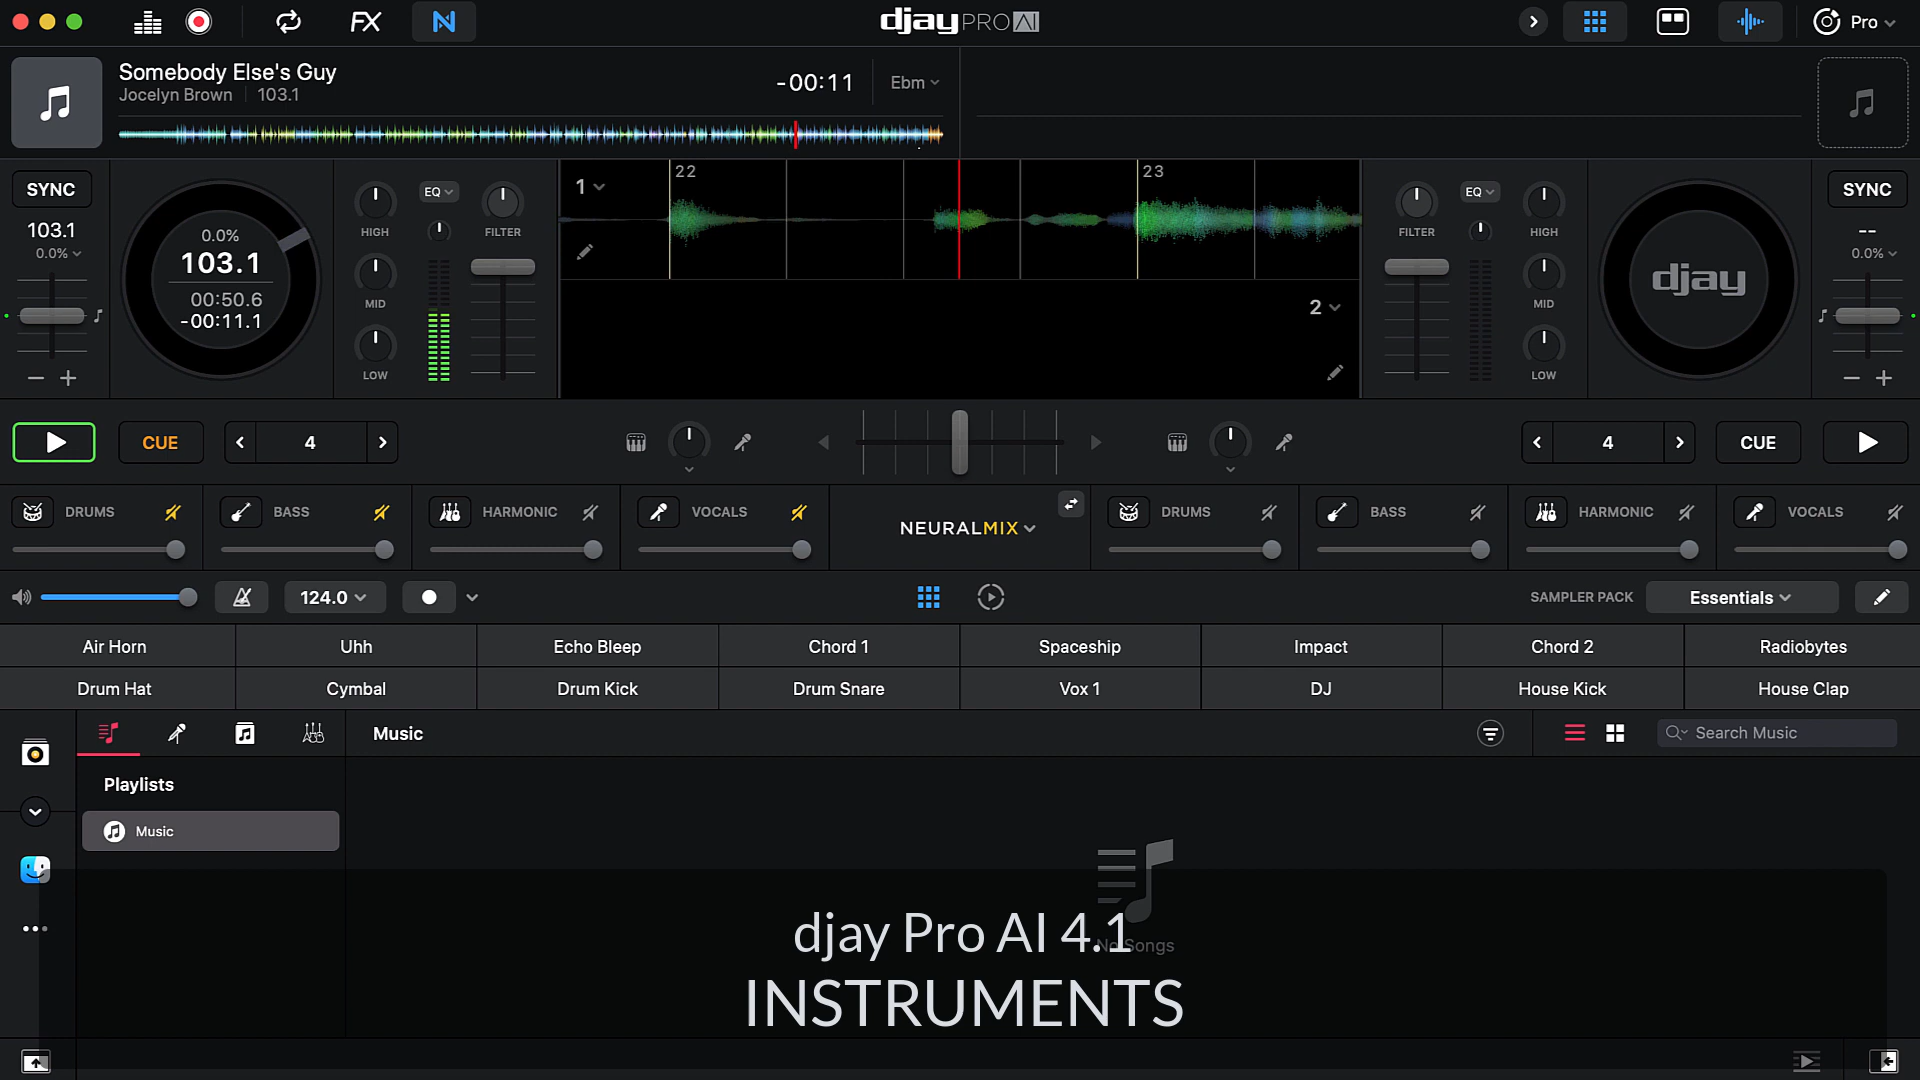 FX
djay PRO AI
Pro
Somebody Else's Guy
Jocelyn Brown 103.1
-00:11
Ebm
SYNC
103.1
0.0%
0.0%
103.1
00:50.6
-00:11.1
HIGH
MID
LOW
EQ
FILTER
1
22
23
2
FILTER
EQ
HIGH
MID
LOW
djay
SYNC
--
0.0%
CUE
4
4
CUE
DRUMS
BASS
HARMONIC
VOCALS
NEURALMIX
DRUMS
BASS
HARMONIC
VOCALS
124.0
SAMPLER PACK
Essentials
Air Horn
Uhh
Echo Bleep
Chord 1
Spaceship
Impact
Chord 2
Radiobytes
Drum Hat
Cymbal
Drum Kick
Drum Snare
Vox 1
DJ
House Kick
House Clap
Music
Search Music
Playlists
Music
No Songs
djay Pro AI 4.1
INSTRUMENTS